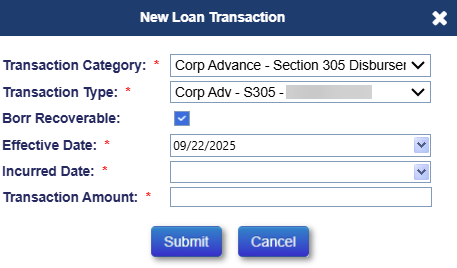 New Loan Transaction
Transaction Category: * Corp Advance - Section 305 Disburser
Transaction Type: * Corp Adv - S305 -
Borr Recoverable:
Effective Date: * 09/22/2025
Incurred Date: *
Transaction Amount: *
Submit Cancel